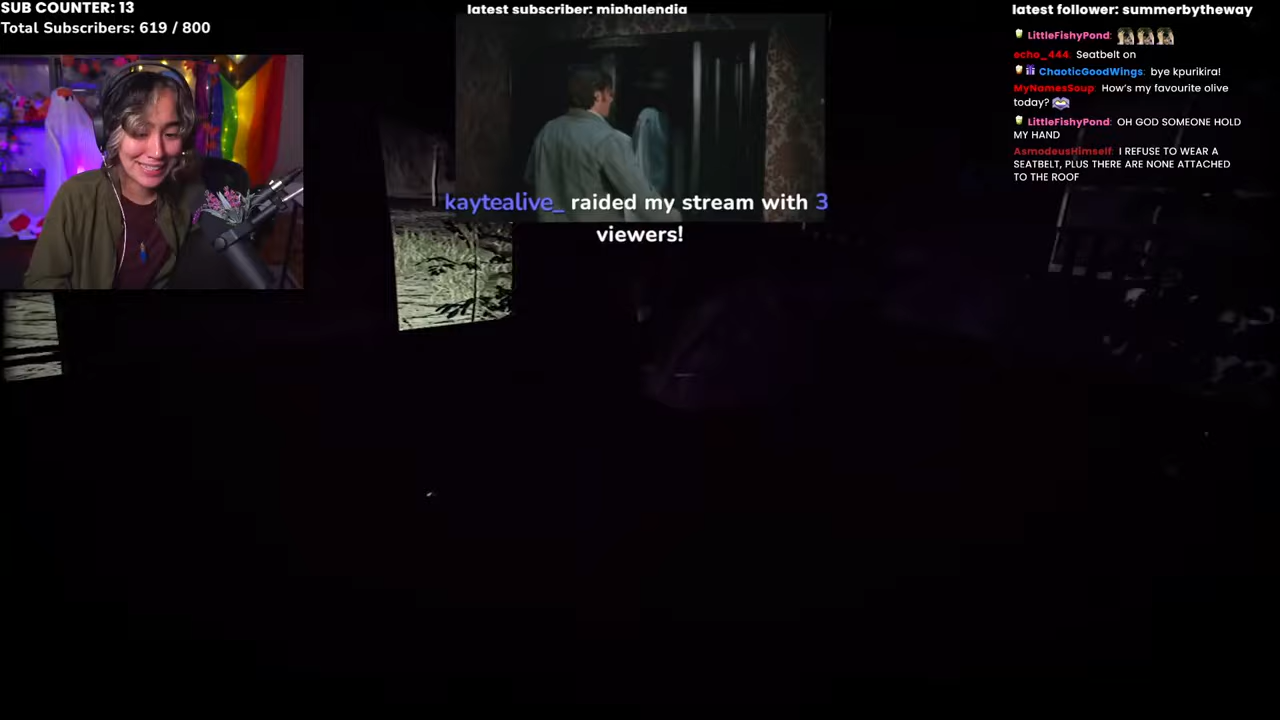 SUB COUNTER: 13
Total Subscribers: 619 / 800
latest subscriber: miphalendia
kaytealive_ raided my stream with 3
viewers!
latest follower: summerbytheway
LittleFishyPond:
echo_444: Seatbelt on
ChaoticGoodWings: bye kpurikira!
MyNamesSoup: How's my favourite olive
today?
LittleFishyPond: OH GOD SOMEONE HOLD
MY HAND
AsmodeusHimself: I REFUSE TO WEAR A
SEATBELT, PLUS THERE ARE NONE ATTACHED
TO THE ROOF